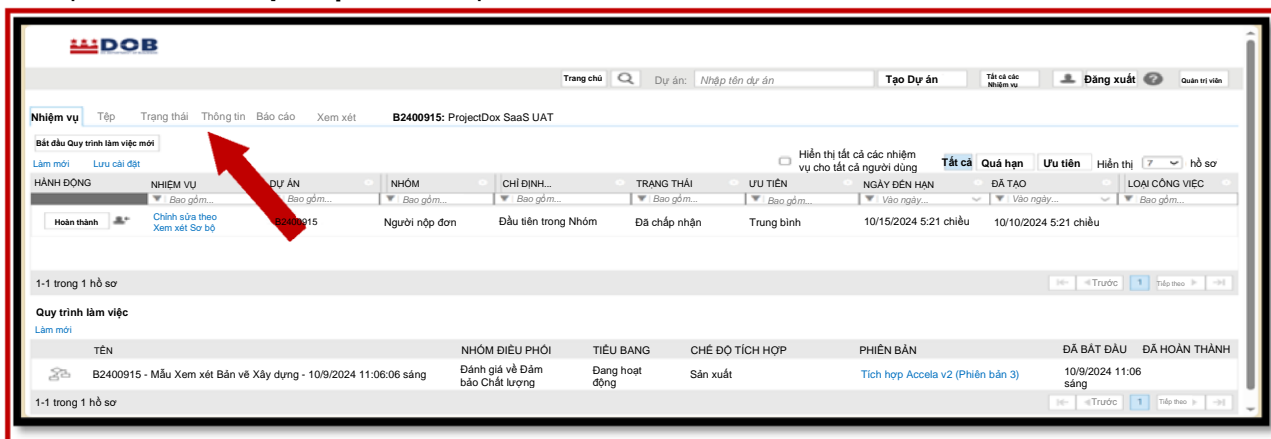 DOB
Trang chủ Dự án: Nhập tên dự án Tạo Dự án Tất cả các Nhiệm vụ Đăng xuất Quản trị viên
Nhiệm vụ Tệp Trạng thái Thông tin Báo cáo Xem xét B2400915: ProjectDox SaaS UAT
Bắt đầu Quy trình làm việc mới
Làm mới Lưu cài đặt Hiển thị tất cả các nhiệm vụ cho tất cả người dùng Tất cả Quá hạn Ưu tiên Hiển thị 7 hồ sơ
HÀNH ĐỘNG NHIỆM VỤ DỰ ÁN NHÓM CHỈ ĐỊNH... TRẠNG THÁI ƯU TIÊN NGÀY ĐẾN HẠN ĐÃ TẠO LOẠI CÔNG VIỆC
Bao gồm... Bao gồm... Bao gồm... Bao gồm... Bao gồm... Bao gồm... Vào ngày... Vào ngày... Bao gồm...
Hoàn thành Chỉnh sửa theo Xem xét Sơ bộ B2400915 Người nộp đơn Đầu tiên trong Nhóm Đã chấp nhận Trung bình 10/15/2024 5:21 chiều 10/10/2024 5:21 chiều
1-1 trong 1 hồ sơ Trước 1 Tiếp theo
Quy trình làm việc
Làm mới
TÊN NHÓM ĐIỀU PHỐI TIỂU BANG CHẾ ĐỘ TÍCH HỢP PHIÊN BẢN ĐÃ BẮT ĐẦU ĐÃ HOÀN THÀNH
B2400915 - Mẫu Xem xét Bản vẽ Xây dựng - 10/9/2024 11:06:06 sáng Đánh giá về Đảm bảo Chất lượng Đang hoạt động Sản xuất Tích hợp Accela v2 (Phiên bản 3) 10/9/2024 11:06 sáng
1-1 trong 1 hồ sơ Trước 1 Tiếp theo